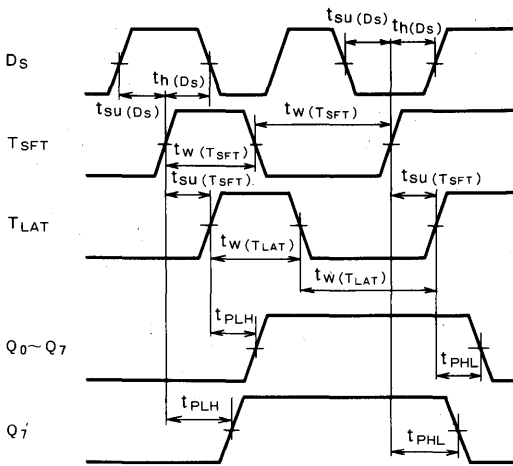 tsu(Ds) th(Ds)
Ds
th(Ds)
tsu(Ds)
tw(TSFT)
TSFT
tw(TSFT)
tsu(TSFT). tsu(TSFT)
TLAT
tw(TLAT)
tw(TLAT)
tPLH
Q0~Q7
tPHL
tPLH
Q7′
tPHL